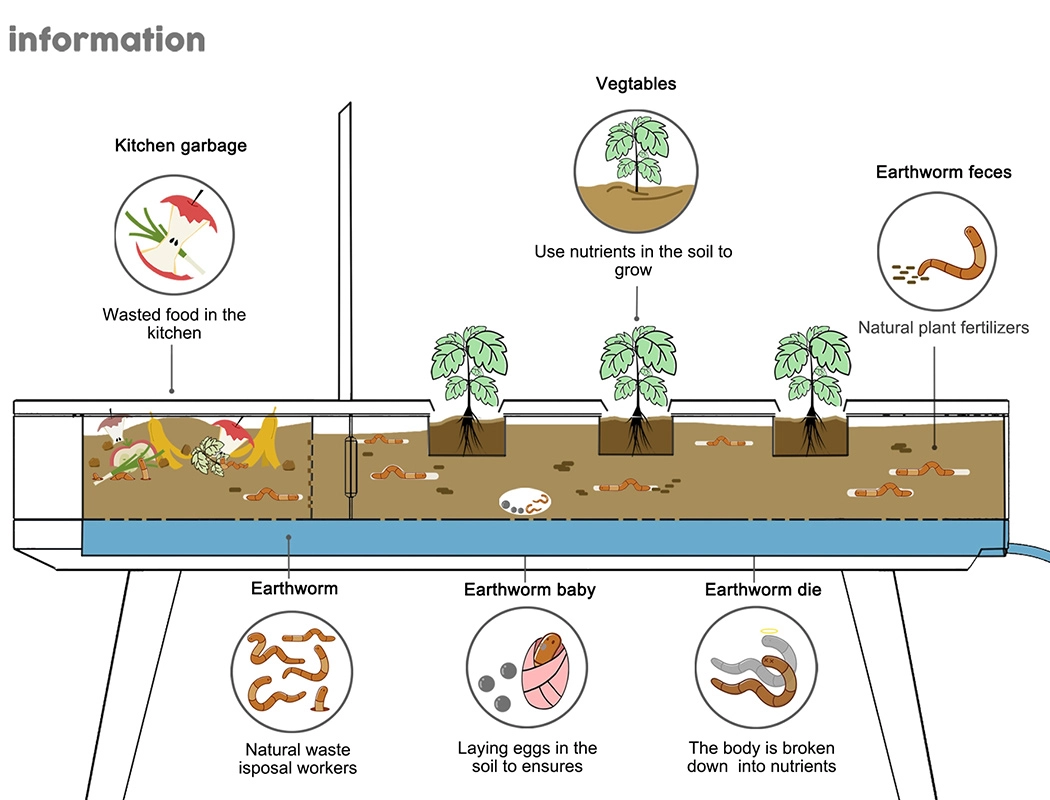 information
Vegtables
Kitchen garbage
Earthworm feces
Use nutrients in the soil to
grow
Wasted food in the
kitchen
Natural plant fertilizers
Earthworm
Earthworm baby
Earthworm die
Natural waste
isposal workers
Laying eggs in the
soil to ensures
The body is broken
down  into nutrients